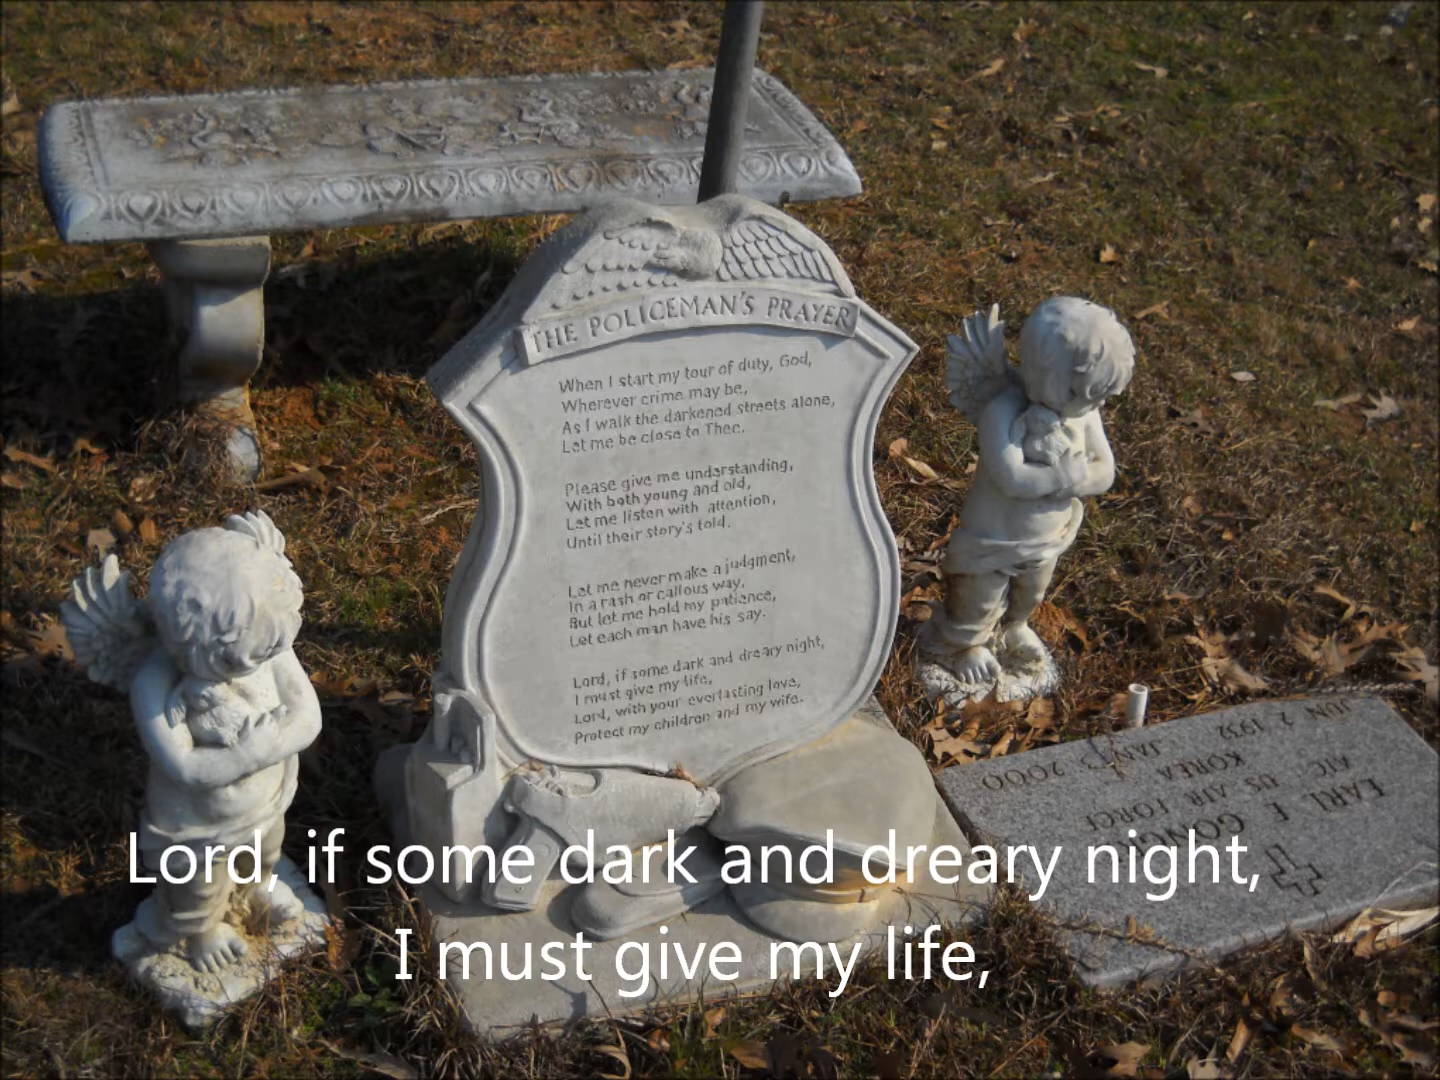 THE POLICEMAN'S PRAYER
When I start my tour of duty, God,
Wherever crime may be,
As I walk the darkened streets alone,
Let me be close to Thee.
Please give me understanding,
With both young and old,
Let me listen with attention,
Until their story's told.
Let me never make a judgment,
In a rash or callous way,
But let me hold my patience,
Let each man have his say.
Lord, if some dark and dreary night,
I must give my life,
Lord, with your everlasting love,
Protect my children and my wife.
EARL F
A1C US AIR FORCE
KOREA
JUN 2 1932 JAN 3 2000
Lord, if some dark and dreary night,
I must give my life,